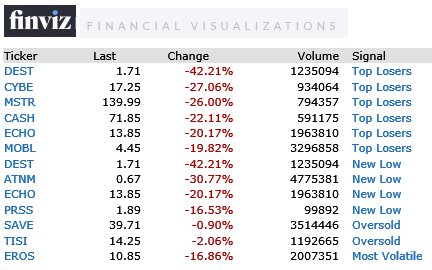 finviz FINANCIAL VISUALIZATIONS
Ticker Last Change Volume Signal
DEST 1.71 -42.21% 1235094 Top Losers
CYBE 17.25 -27.06% 934064 Top Losers
MSTR 139.99 -26.00% 794357 Top Losers
CASH 71.85 -22.11% 591175 Top Losers
ECHO 13.85 -20.17% 1963810 Top Losers
MOBL 4.45 -19.82% 3296858 Top Losers
DEST 1.71 -42.21% 1235094 New Low
ATNM 0.67 -30.77% 4775381 New Low
ECHO 13.85 -20.17% 1963810 New Low
PRSS 1.89 -16.53% 99892 New Low
SAVE 39.71 -0.90% 3514446 Oversold
TISI 14.25 -2.06% 1192665 Oversold
EROS 10.85 -16.86% 2007351 Most Volatile